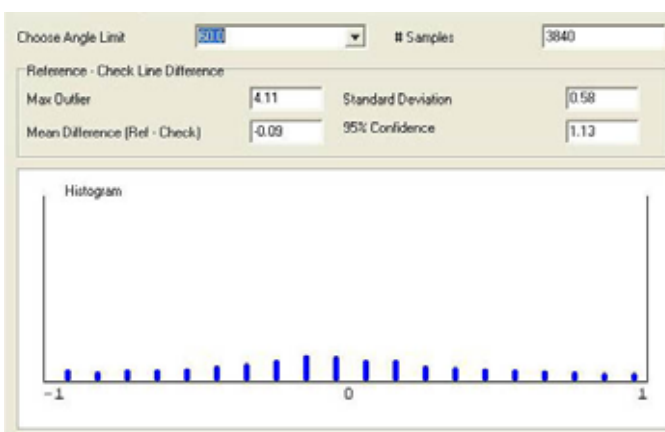 Choose Angle Limit 60.0 # Samples 3840
Reference - Check Line Difference
Max Outlier 4.11 Standard Deviation 0.58
Mean Difference (Ref - Check) -0.09 95% Confidence 1.13
Histogram
-1 0 1